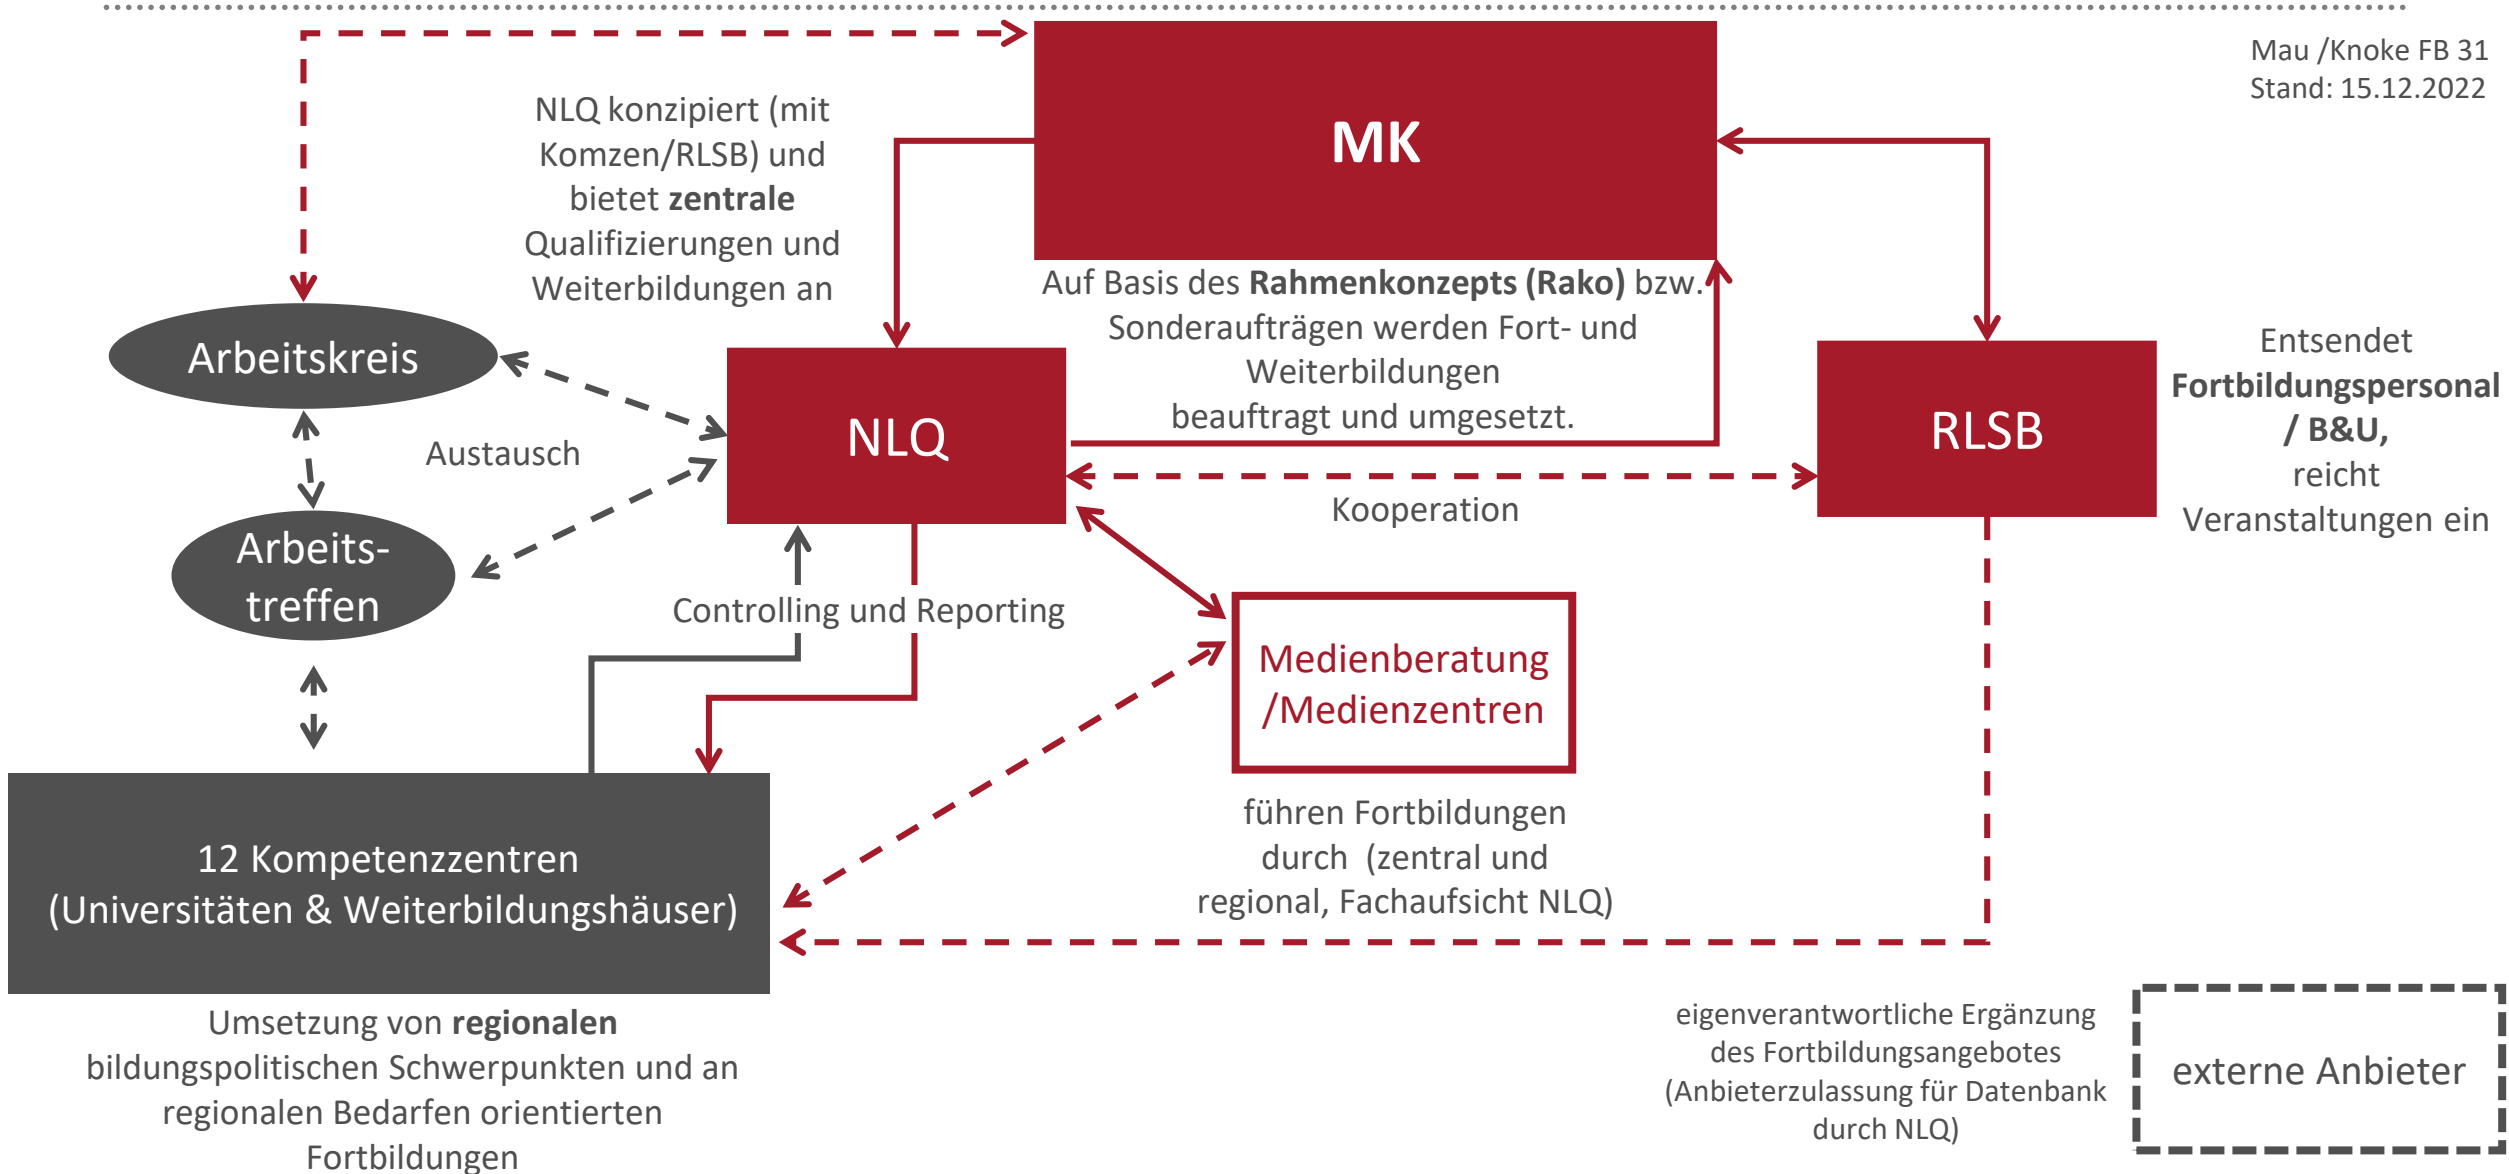 Mau /Knoke FB 31
Stand: 15.12.2022
MK
NLQ konzipiert (mit
Komzen/RLSB) und
bietet zentrale
Qualifizierungen und
Weiterbildungen an
Auf Basis des Rahmenkonzepts (Rako) bzw.
Sonderaufträgen werden Fort- und
Weiterbildungen
beauftragt und umgesetzt.
Arbeitskreis
Austausch
NLQ
RLSB
Entsendet
Fortbildungspersonal
/ B&U,
reicht
Veranstaltungen ein
Kooperation
Arbeits-
treffen
Controlling und Reporting
Medienberatung
/Medienzentren
führen Fortbildungen
durch (zentral und
regional, Fachaufsicht NLQ)
12 Kompetenzzentren
(Universitäten & Weiterbildungshäuser)
Umsetzung von regionalen
bildungspolitischen Schwerpunkten und an
regionalen Bedarfen orientierten
Fortbildungen
eigenverantwortliche Ergänzung
des Fortbildungsangebotes
(Anbieterzulassung für Datenbank
durch NLQ)
externe Anbieter